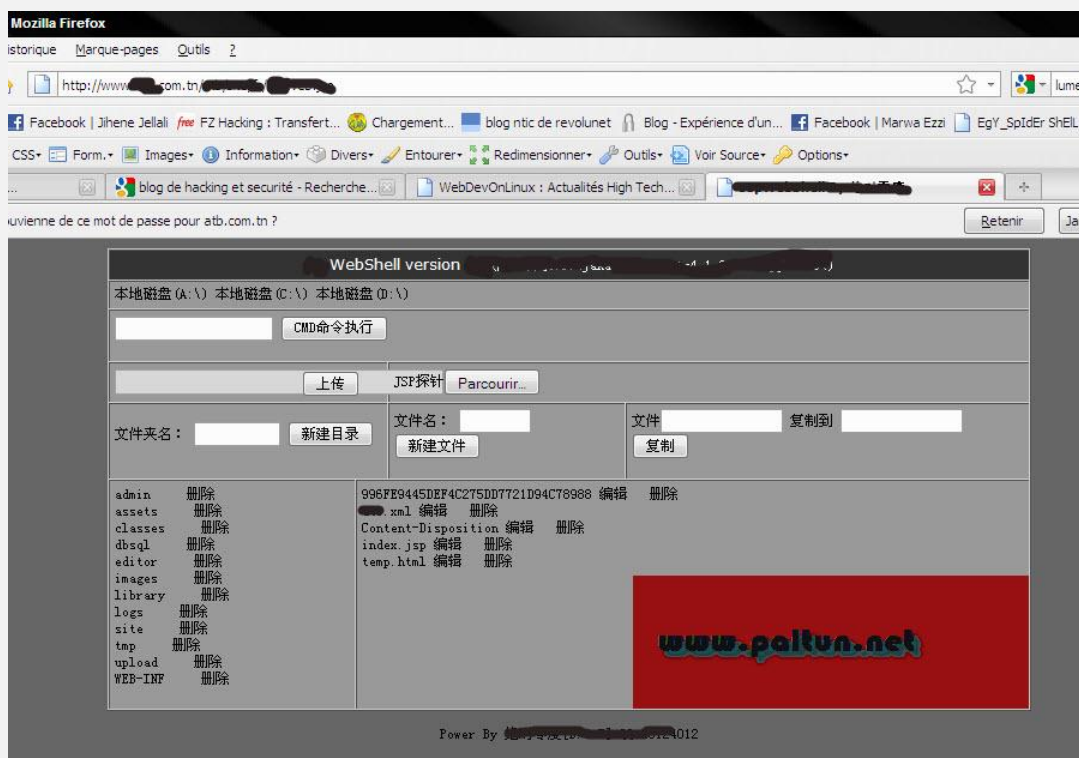 Mozilla Firefox
istorique Marque-pages Outils ?
http://www. com.tn/
lume
Facebook | Jihene Jellali free FZ Hacking : Transfert... Chargement... blog ntic de revolunet Blog - Expérience d'un... Facebook | Marwa Ezzi EgY_SpIdEr ShElL
CSS Form. Images Information Divers Entourer Redimensionner Outils Voir Source Options
... blog de hacking et securité - Recherche... WebDevOnLinux : Actualités High Tech...
ouvienne de ce mot de passe pour atb.com.tn ? Retenir Ja
WebShell version
本地磁盘(A:\) 本地磁盘(C:\) 本地磁盘(D:\)
CMD命令执行
上传 JSP探针 Parcourir...
文件夹名： 新建目录
文件名：
新建文件
文件 复制到
复制
admin 删除
assets 删除
classes 删除
dbsql 删除
editor 删除
images 删除
library 删除
logs 删除
site 删除
tmp 删除
upload 删除
WEB-INF 删除
996FE9445DEF4C275DD7721D94C78988 编辑 删除
.xml 编辑 删除
Content-Disposition 编辑 删除
index.jsp 编辑 删除
temp.html 编辑 删除
www.paltun.net
Power By 4012